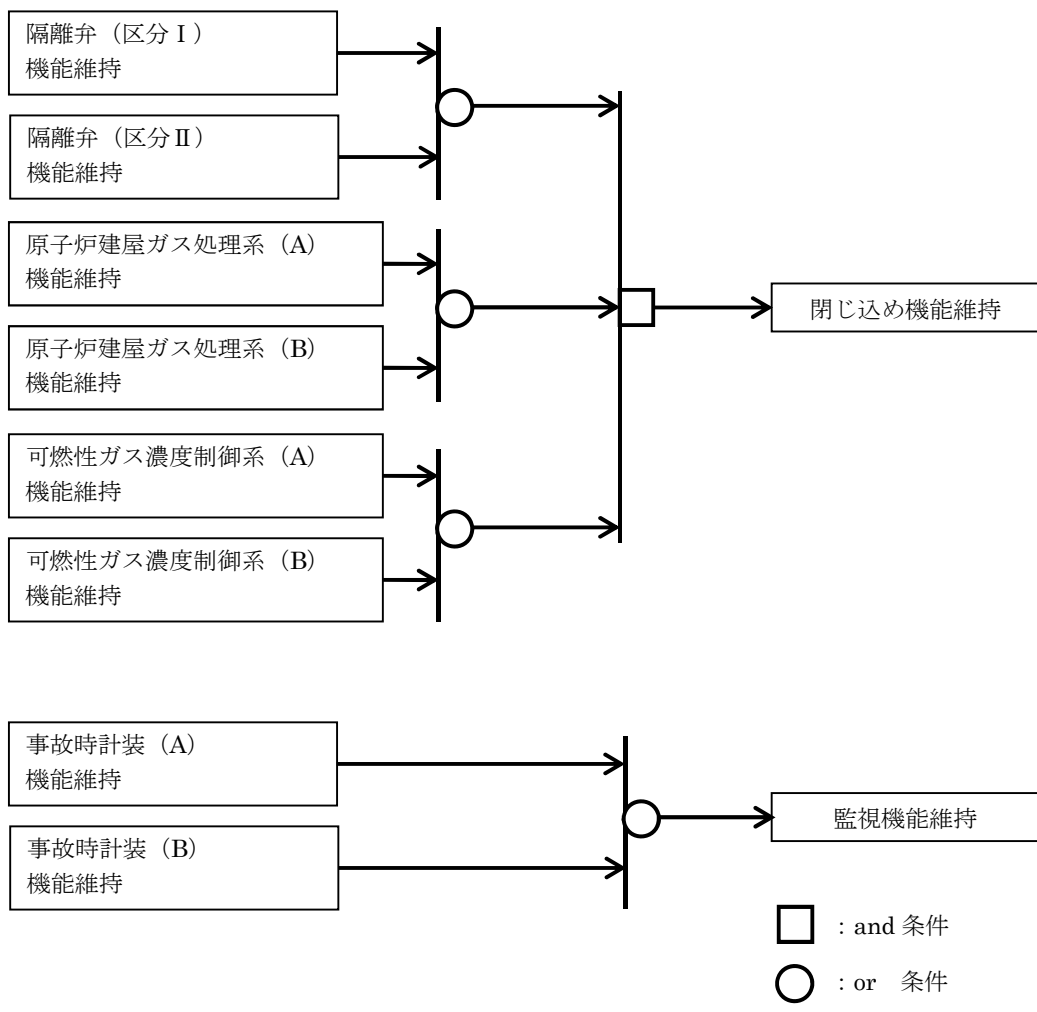 隔離弁（区分Ⅰ）
機能維持
隔離弁（区分Ⅱ）
機能維持
原子炉建屋ガス処理系（A）
機能維持
原子炉建屋ガス処理系（B）
機能維持
可燃性ガス濃度制御系（A）
機能維持
可燃性ガス濃度制御系（B）
機能維持
閉じ込め機能維持
事故時計装（A）
機能維持
事故時計装（B）
機能維持
監視機能維持
：and 条件
：or　条件